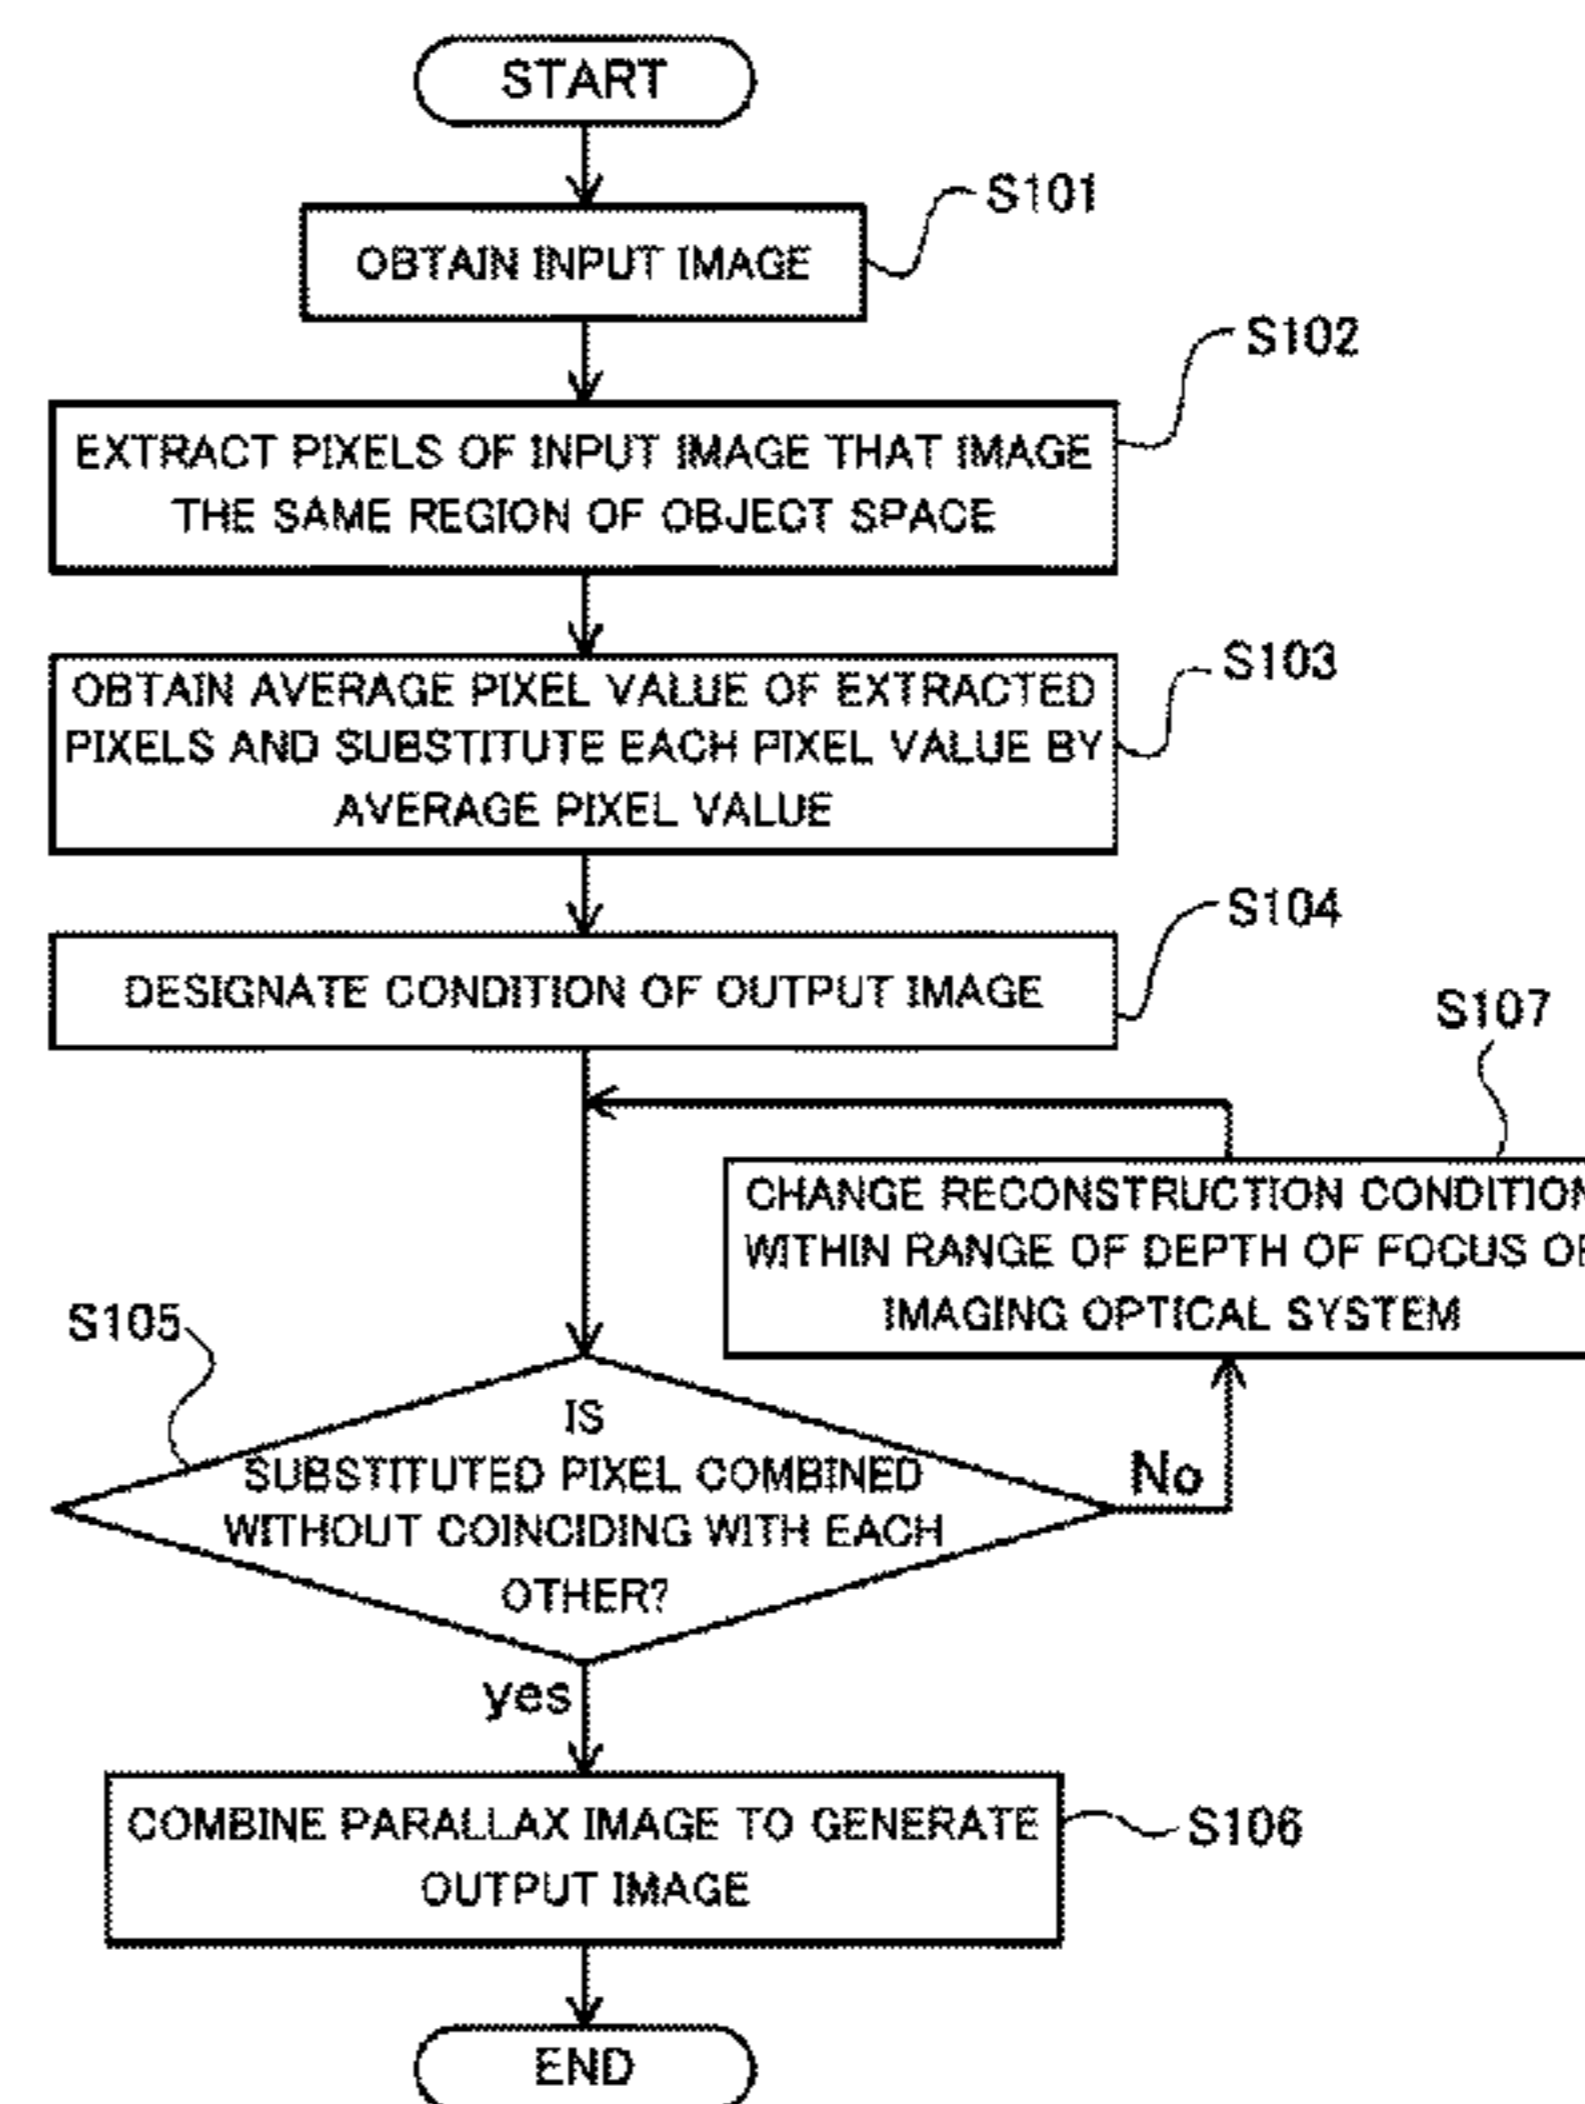 START
S101
OBTAIN INPUT IMAGE
S102
EXTRACT PIXELS OF INPUT IMAGE THAT IMAGE
THE SAME REGION OF OBJECT SPACE
S103
OBTAIN AVERAGE PIXEL VALUE OF EXTRACTED
PIXELS AND SUBSTITUTE EACH PIXEL VALUE BY
AVERAGE PIXEL VALUE
S104
DESIGNATE CONDITION OF OUTPUT IMAGE
S107
CHANGE RECONSTRUCTION CONDITION
WITHIN RANGE OF DEPTH OF FOCUS OF
IMAGING OPTICAL SYSTEM
S105
IS
SUBSTITUTED PIXEL COMBINED
WITHOUT COINCIDING WITH EACH
OTHER?
No
yes
COMBINE PARALLAX IMAGE TO GENERATE
OUTPUT IMAGE
S106
END